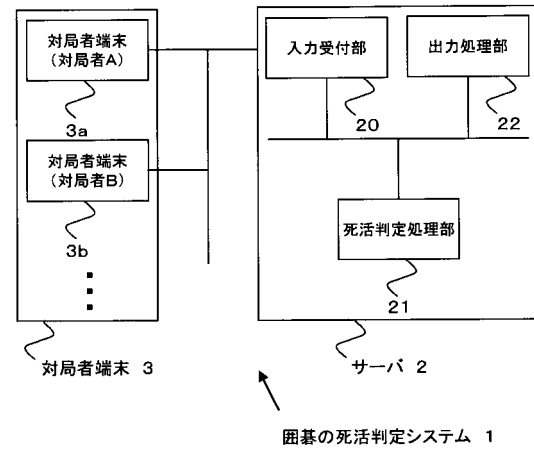 対局者端末
(対局者A)
3a
対局者端末
(対局者B)
3b
対局者端末 3
入力受付部
20
出力処理部
22
死活判定処理部
21
サーバ 2
囲碁の死活判定システム 1